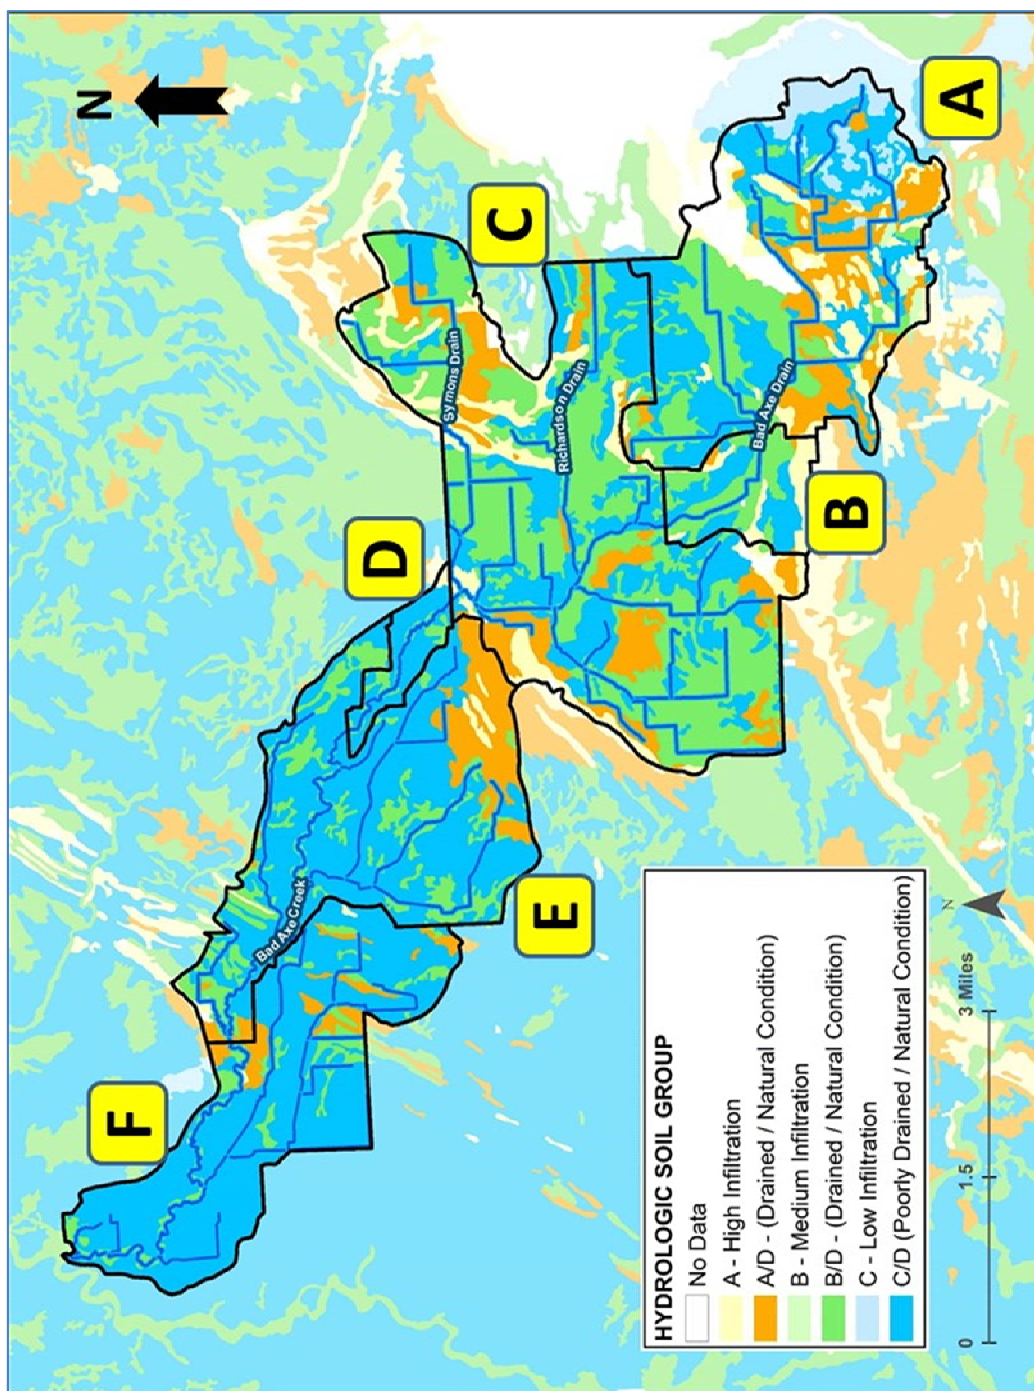 N
A
C
Symons Drain
Richardson Drain
Bad Axe Drain
B
D
E
Bad Axe Creek
F
HYDROLOGIC SOIL GROUP
No Data
A - High Infiltration
A/D - (Drained / Natural Condition)
B - Medium Infiltration
B/D - (Drained / Natural Condition)
C - Low Infiltration
C/D (Poorly Drained / Natural Condition)
N
0 1.5 3 Miles